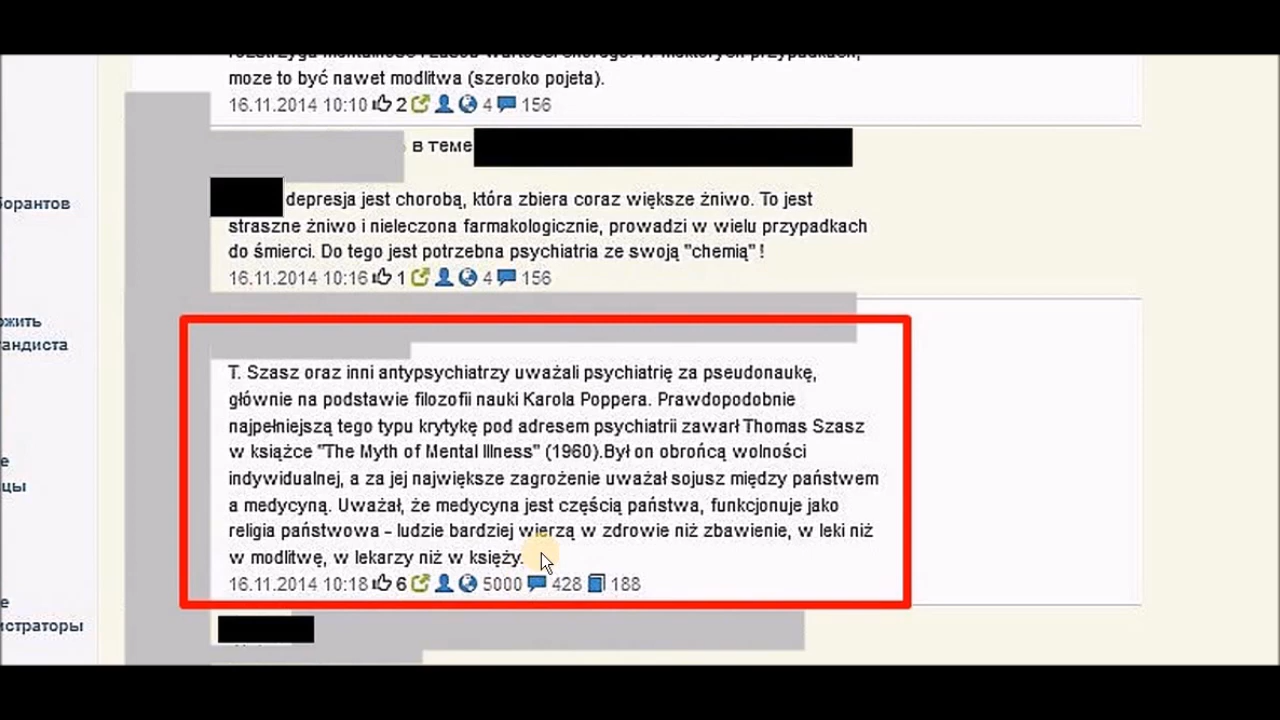 moze to być nawet modlitwa (szeroko pojeta).
16.11.2014 10:10 2 4 156
в теме
борантов
depresja jest chorobą, która zbiera coraz większe żniwo. To jest
straszne żniwo i nieleczona farmakologicznie, prowadzi w wielu przypadkach
do śmierci. Do tego jest potrzebna psychiatria ze swoją "chemią" !
16.11.2014 10:16 1 4 156
ожить
андиста
T. Szasz oraz inni antypsychiatrzy uważali psychiatrię za pseudonaukę,
głównie na podstawie filozofii nauki Karola Poppera. Prawdopodobnie
najpełniejszą tego typu krytykę pod adresem psychiatrii zawarł Thomas Szasz
w książce "The Myth of Mental Illness" (1960).Był on obrońcą wolności
indywidualnej, a za jej największe zagrożenie uważał sojusz między państwem
a medycyną. Uważał, że medycyna jest częścią państwa, funkcjonuje jako
religia państwowa - ludzie bardziej wierzą w zdrowie niż zbawienie, w leki niż
w modlitwę, w lekarzy niż w księży.
16.11.2014 10:18 6 5000 428 188
е
цы
е
истраторы